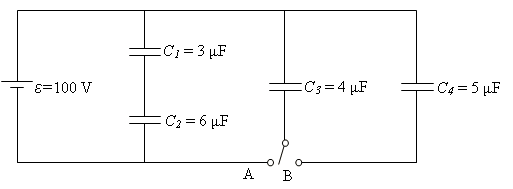 C₁ = 3 μF
ε=100 V
C₃ = 4 μF
C₄ = 5 μF
C₂ = 6 μF
A
B